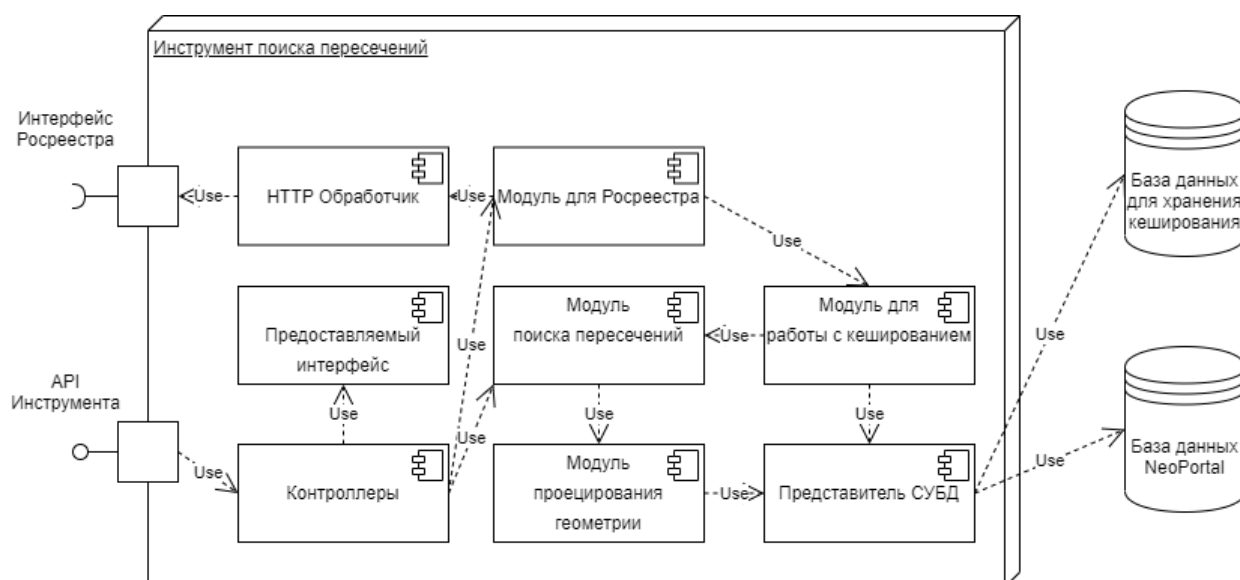 Инструмент поиска пересечений
Интерфейс
Росреестра
Use
HTTP Обработчик
Use
Модуль для Росреестра
Use
База данных
для хранения
кеширования
Предоставляемый
интерфейс
Use
Модуль
поиска пересечений
Use
Модуль для
работы с кешированием
Use
API
Инструмента
Use
Use
Use
Use
Use
Контроллеры
Модуль
проецирования
геометрии
Use
Представитель СУБД
Use
База данных
NeoPortal